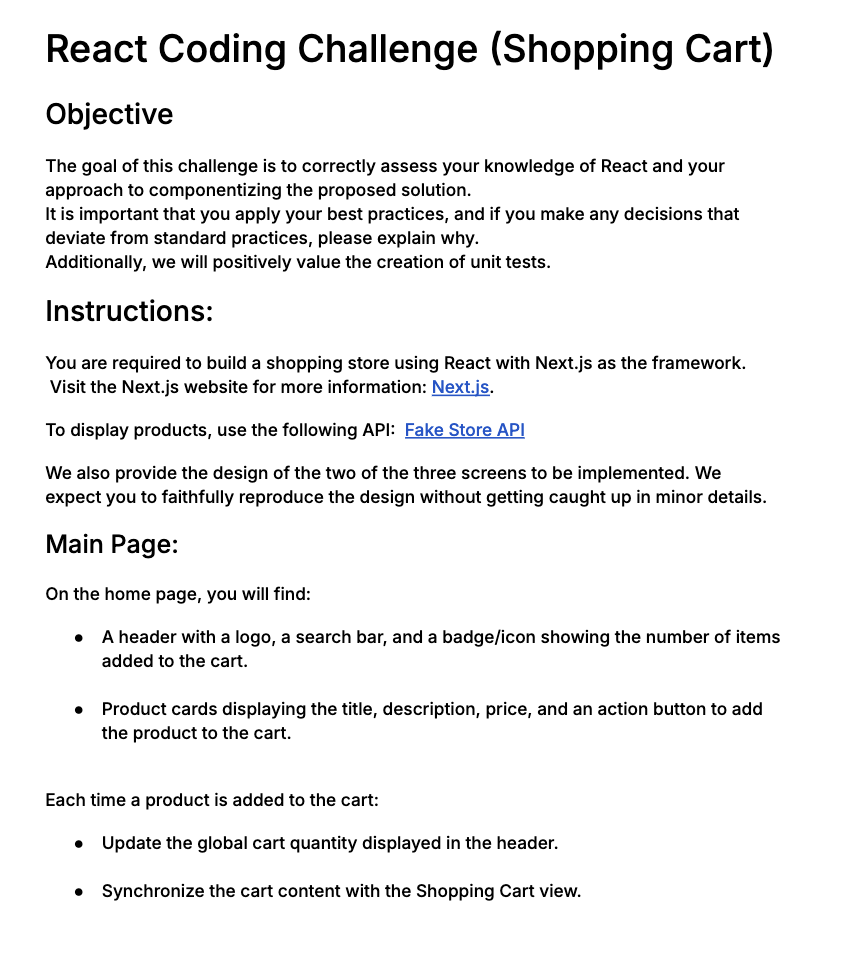 React Coding Challenge (Shopping Cart)
Objective
The goal of this challenge is to correctly assess your knowledge of React and your
approach to componentizing the proposed solution.
It is important that you apply your best practices, and if you make any decisions that
deviate from standard practices, please explain why.
Additionally, we will positively value the creation of unit tests.
Instructions:
You are required to build a shopping store using React with Next.js as the framework.
Visit the Next.js website for more information: Next.js.
To display products, use the following API: Fake Store API
We also provide the design of the two of the three screens to be implemented. We
expect you to faithfully reproduce the design without getting caught up in minor details.
Main Page:
On the home page, you will find:
● A header with a logo, a search bar, and a badge/icon showing the number of items
added to the cart.
● Product cards displaying the title, description, price, and an action button to add
the product to the cart.
Each time a product is added to the cart:
● Update the global cart quantity displayed in the header.
● Synchronize the cart content with the Shopping Cart view.